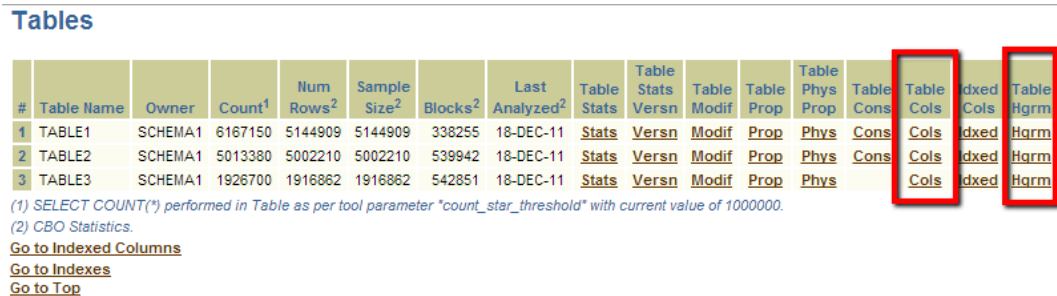 Tables
# Table Name Owner Count1 Num Rows2 Sample Size2 Blocks2 Last Analyzed2 Table Stats Table Stats Versn Table Modif Table Prop Table Phys Prop Table Cons Table Cols Idxed Cols Table Hgrm
1 TABLE1 SCHEMA1 6167150 5144909 5144909 338255 18-DEC-11 Stats Versn Modif Prop Phys Cons Cols Idxed Hgrm
2 TABLE2 SCHEMA1 5013380 5002210 5002210 539942 18-DEC-11 Stats Versn Modif Prop Phys Cons Cols Idxed Hgrm
3 TABLE3 SCHEMA1 1926700 1916862 1916862 542851 18-DEC-11 Stats Versn Modif Prop Phys Cols Idxed Hgrm
(1) SELECT COUNT(*) performed in Table as per tool parameter "count_star_threshold" with current value of 1000000.
(2) CBO Statistics.
Go to Indexed Columns
Go to Indexes
Go to Top